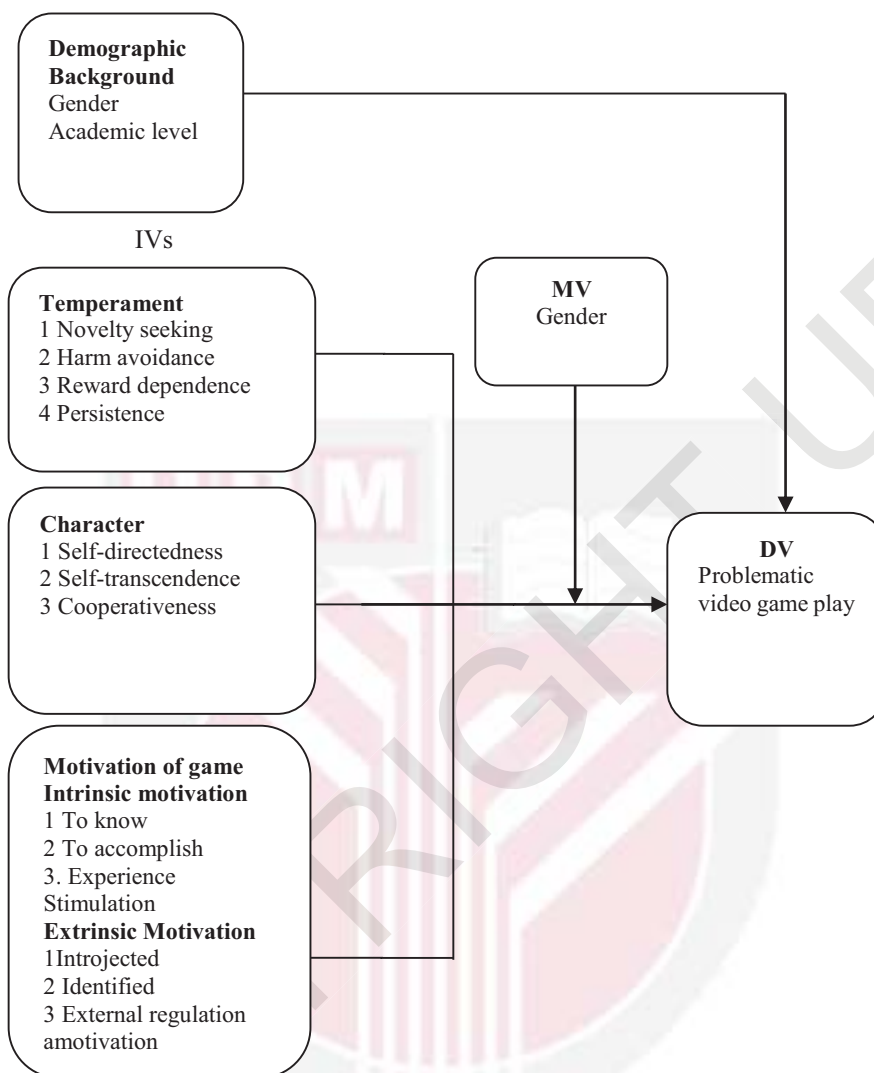 Demographic
Background
Gender
Academic level
IVs
Temperament
1 Novelty seeking
2 Harm avoidance
3 Reward dependence
4 Persistence
MV
Gender
Character
1 Self-directedness
2 Self-transcendence
3 Cooperativeness
DV
Problematic
video game play
Motivation of game
Intrinsic motivation
1 To know
2 To accomplish
3. Experience
Stimulation
Extrinsic Motivation
1Introjected
2 Identified
3 External regulation
amotivation
M
RIGHT U